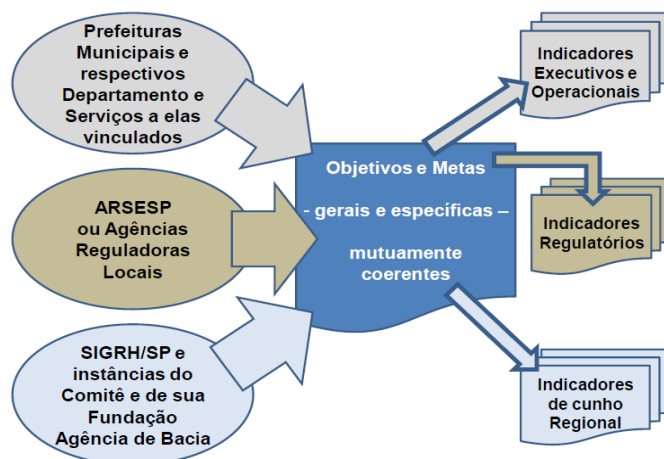 Prefeituras
Municipais e
respectivos
Departamento e
Serviços a elas
vinculados
ARSESP
ou Agências
Reguladoras
Locais
SIGRH/SP e
instâncias do
Comitê e de sua
Fundação
Agência de Bacia
Objetivos e Metas
- gerais e específicas –
mutuamente
coerentes
Indicadores
Executivos e
Operacionais
Indicadores
Regulatórios
Indicadores
de cunho
Regional